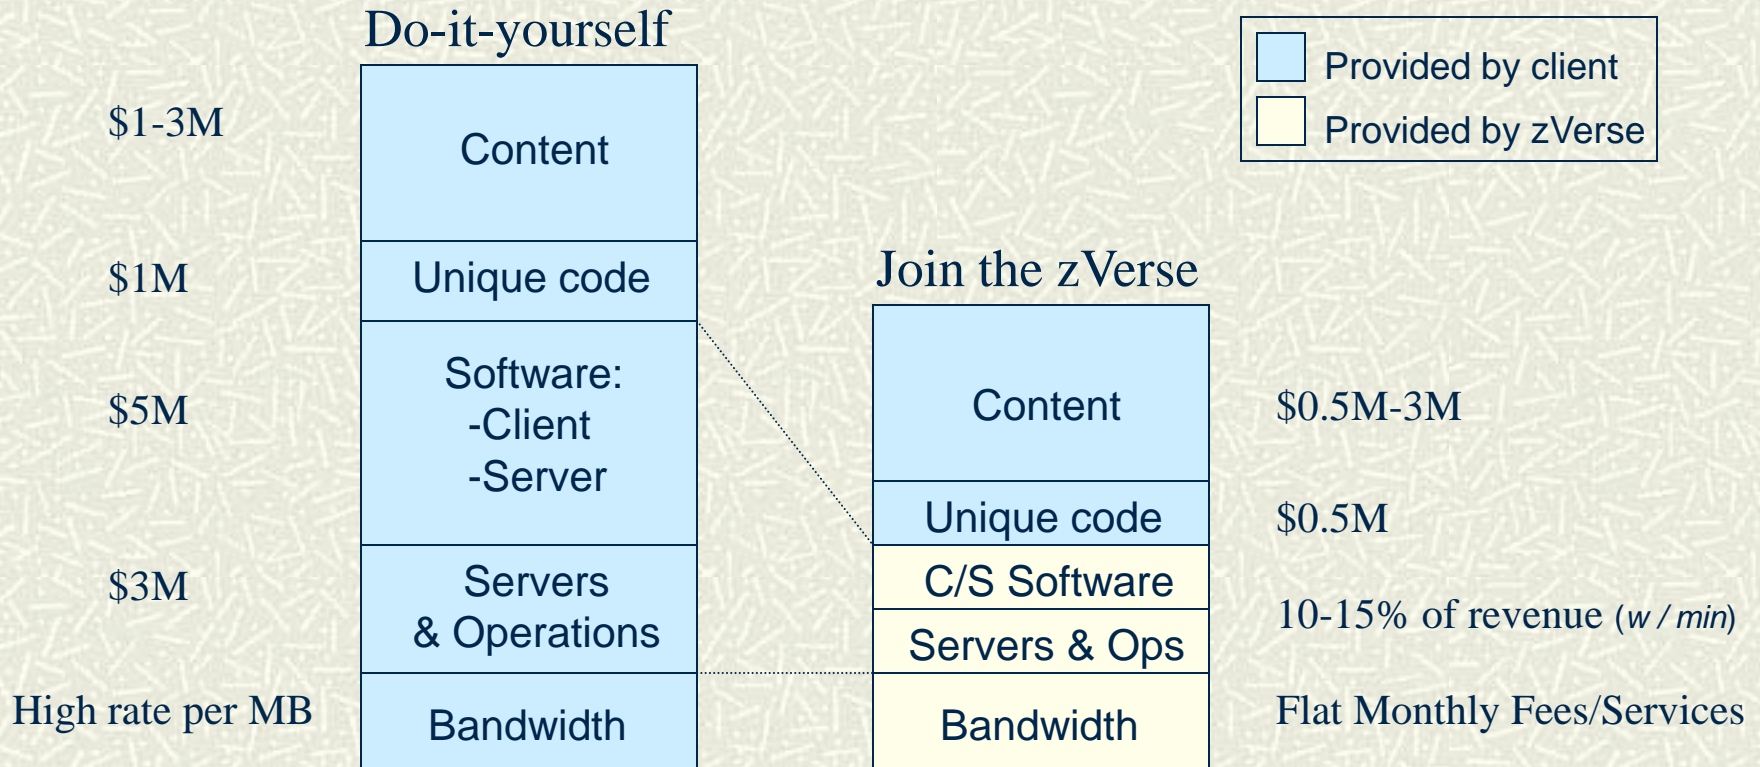 Do-it-yourself
$1-3M
Content
$1M
Unique code
$5M
Software:
-Client
-Server
$3M
Servers
& Operations
High rate per MB
Bandwidth
Provided by client
Provided by zVerse
Join the zVerse
Content
$0.5M-3M
Unique code
$0.5M
C/S Software
Servers & Ops
10-15% of revenue (w / min)
Bandwidth
Flat Monthly Fees/Services